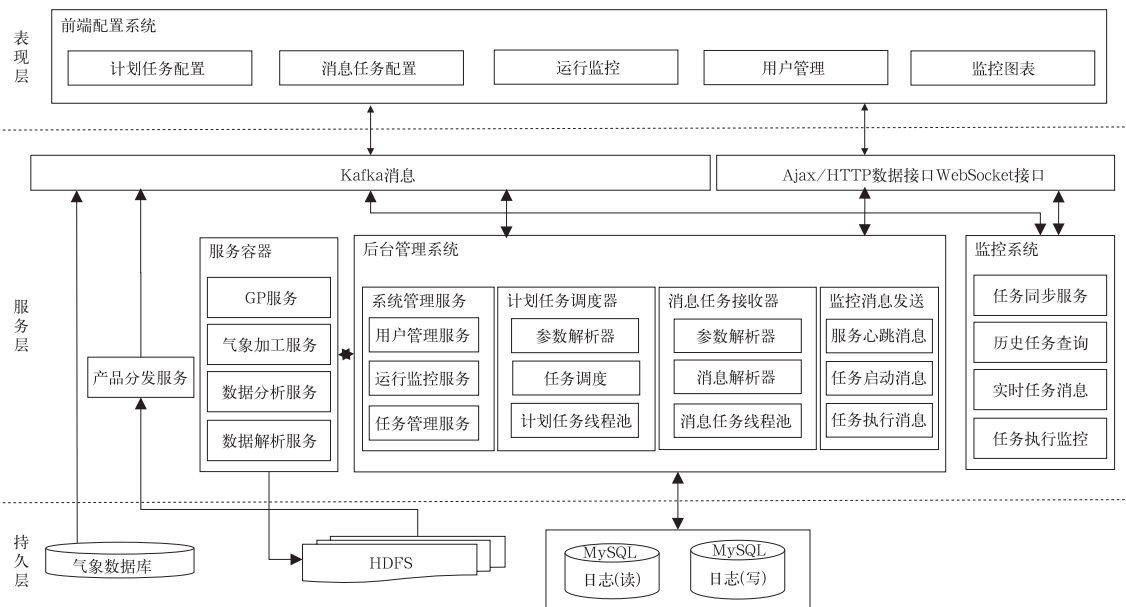 表现层
前端配置系统
计划任务配置
消息任务配置
运行监控
用户管理
监控图表
服务层
Kafka消息
Ajax/HTTP数据接口WebSocket接口
产品分发服务
服务容器
GP服务
气象加工服务
数据分析服务
数据解析服务
后台管理系统
系统管理服务
用户管理服务
运行监控服务
任务管理服务
计划任务调度器
参数解析器
任务调度
计划任务线程池
消息任务接收器
参数解析器
消息解析器
消息任务线程池
监控消息发送
服务心跳消息
任务启动消息
任务执行消息
监控系统
任务同步服务
历史任务查询
实时任务消息
任务执行监控
持久层
气象数据库
HDFS
MySQL
日志(读)
MySQL
日志(写)